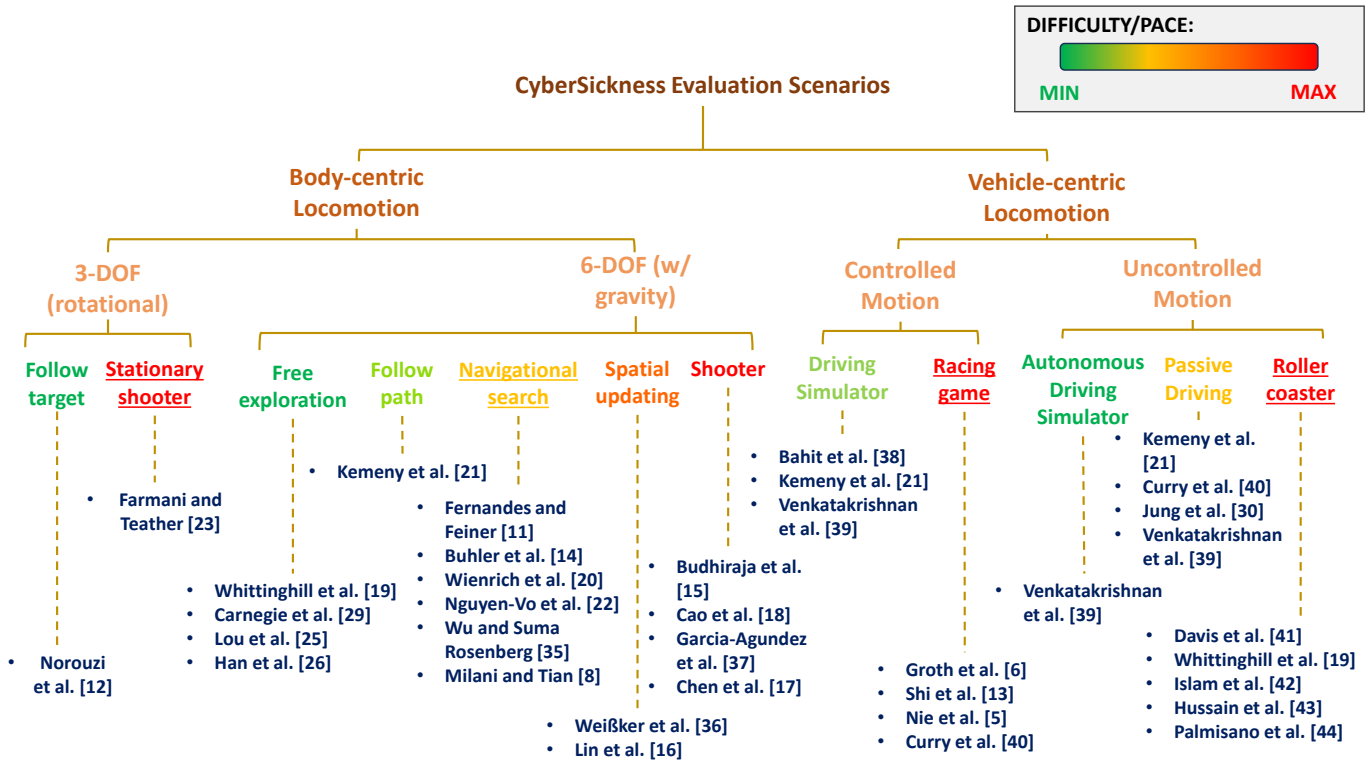 DIFFICULTY/PACE:
MIN
MAX
CyberSickness Evaluation Scenarios
Body-centric
Locomotion
Vehicle-centric
Locomotion
3-DOF
(rotational)
6-DOF (w/
gravity)
Controlled
Motion
Uncontrolled
Motion
Follow
target
Stationary
shooter
Free
exploration
Follow
path
Navigational
search
Spatial
updating
Shooter
Driving
Simulator
Racing
game
Autonomous
Driving
Simulator
Passive
Driving
Roller
coaster
• Norouzi
et al. [12]
• Farmani and
Teather [23]
• Whittinghill et al. [19]
• Carnegie et al. [29]
• Lou et al. [25]
• Han et al. [26]
• Kemeny et al. [21]
• Fernandes and
Feiner [11]
• Buhler et al. [14]
• Wienrich et al. [20]
• Nguyen-Vo et al. [22]
• Wu and Suma
Rosenberg [35]
• Milani and Tian [8]
• Weißker et al. [36]
• Lin et al. [16]
• Budhiraja et al.
[15]
• Cao et al. [18]
• Garcia-Agundez
et al. [37]
• Chen et al. [17]
• Bahit et al. [38]
• Kemeny et al. [21]
• Venkatakrishnan
et al. [39]
• Groth et al. [6]
• Shi et al. [13]
• Nie et al. [5]
• Curry et al. [40]
• Venkatakrishnan
et al. [39]
• Kemeny et al.
[21]
• Curry et al. [40]
• Jung et al. [30]
• Venkatakrishnan
et al. [39]
• Davis et al. [41]
• Whittinghill et al. [19]
• Islam et al. [42]
• Hussain et al. [43]
• Palmisano et al. [44]